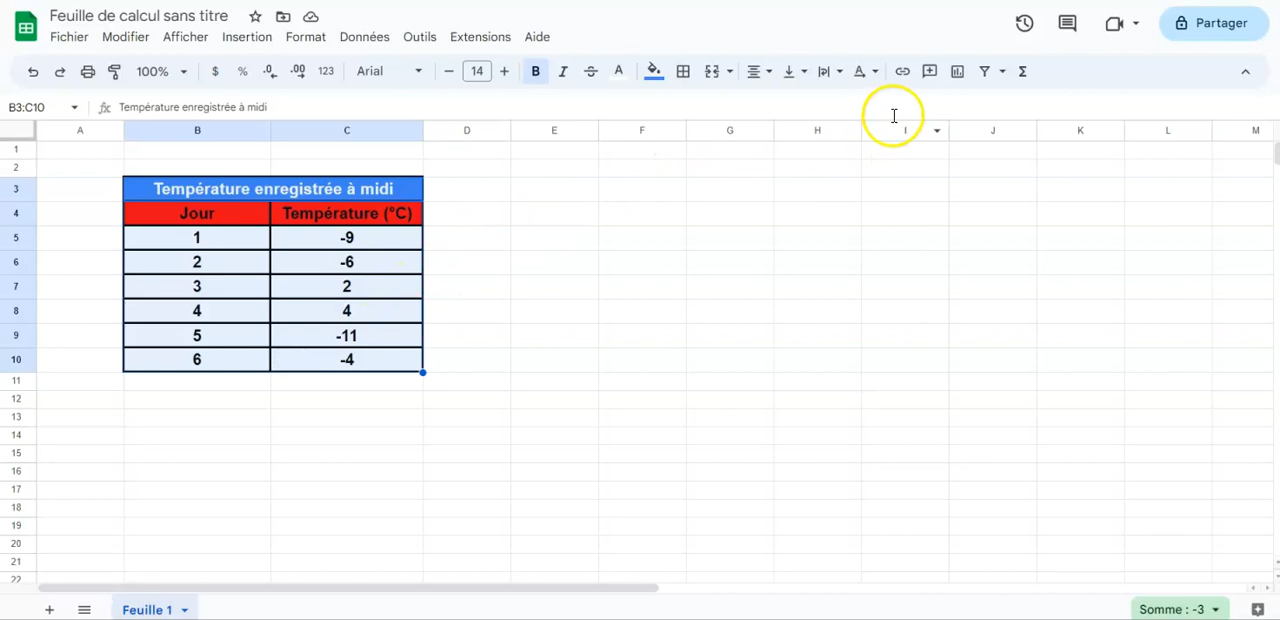 Feuille de calcul sans titre
Fichier Modifier Afficher Insertion Format Données Outils Extensions Aide
Partager
100% $ % .0 .00 123 Arial - 14 + B I S A A Σ
B3:C10 fx Température enregistrée à midi
A B C D E F G H I J K L M
1
2
3 Température enregistrée à midi
4 Jour Température (°C)
5 1 -9
6 2 -6
7 3 2
8 4 4
9 5 -11
10 6 -4
11
12
13
14
15
16
17
18
19
20
21
22
+ Feuille 1 Somme : -3